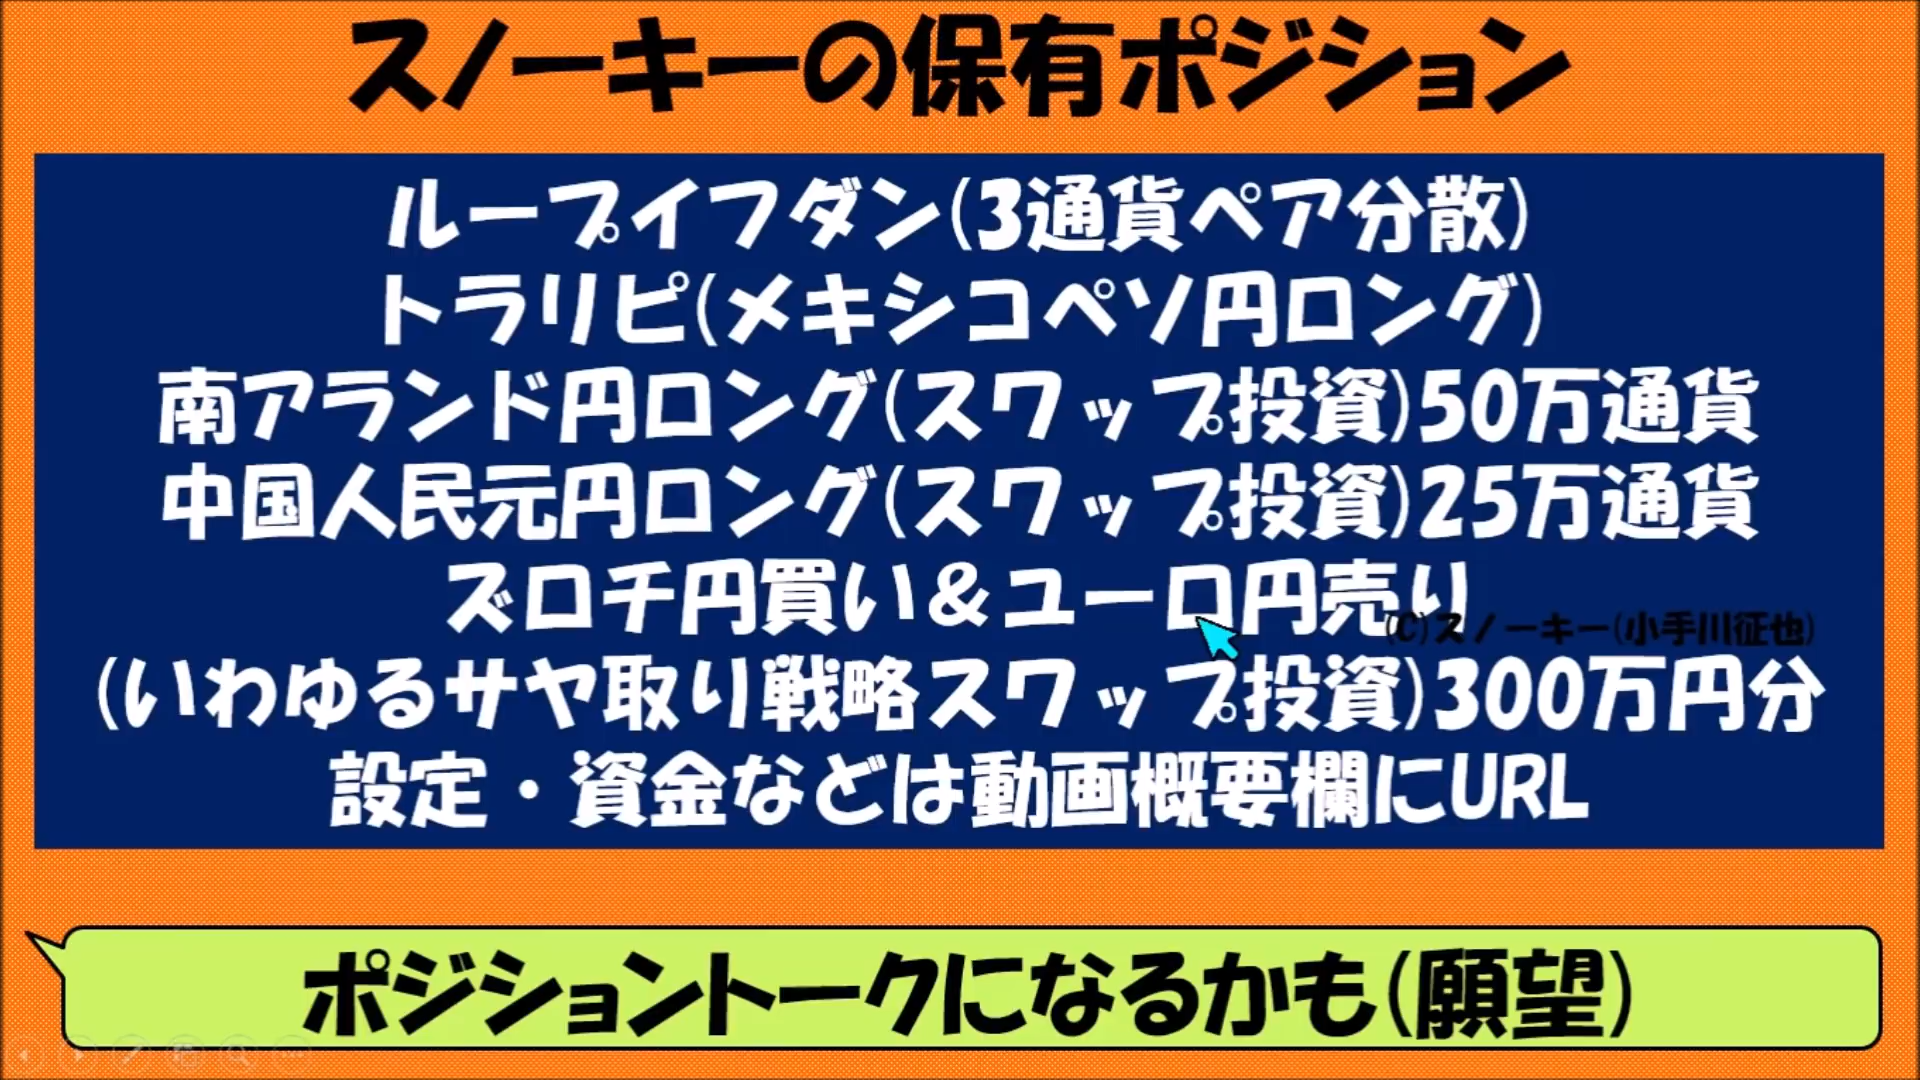 スノーキーの保有ポジション
ループイフダン(3通貨ペア分散)
トラリピ(メキシコペソ円ロング)
南アランド円ロング(スワップ投資)50万通貨
中国人民元円ロング(スワップ投資)25万通貨
ズロチ円買い&ユーロ円売り
(C)スノーキー(小手川征也)
(いわゆるサヤ取り戦略スワップ投資)300万円分
設定・資金などは動画概要欄にURL
ポジショントークになるかも(願望)